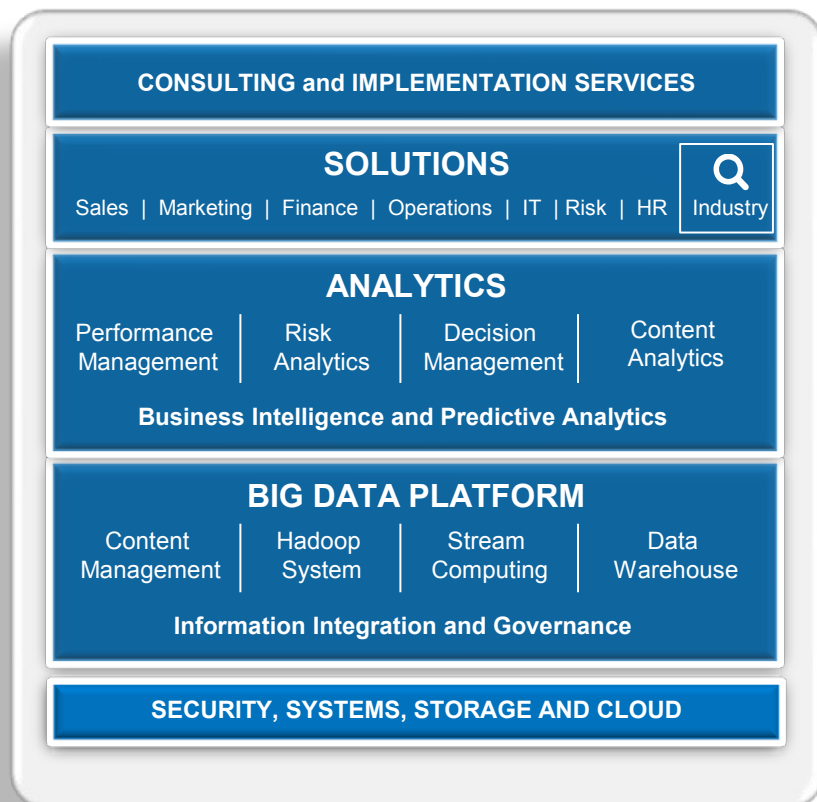 CONSULTING and IMPLEMENTATION SERVICES
SOLUTIONS
Sales | Marketing | Finance | Operations | IT | Risk | HR
Industry
ANALYTICS
Performance
Management
Risk
Analytics
Decision
Management
Content
Analytics
Business Intelligence and Predictive Analytics
BIG DATA PLATFORM
Content
Management
Hadoop
System
Stream
Computing
Data
Warehouse
Information Integration and Governance
SECURITY, SYSTEMS, STORAGE AND CLOUD